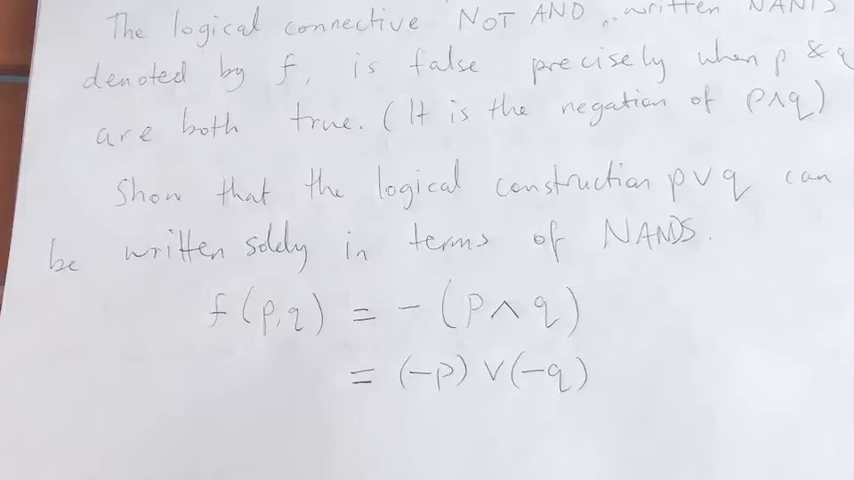 The logical connective NOT AND, written NAND
denoted by f, is false precisely when p & q
are both true. (It is the negation of p∧q)
Show that the logical construction p∨q can
be written solely in terms of NANDS.
f(p,q) = -(p∧q)
= (-p)∨(-q)